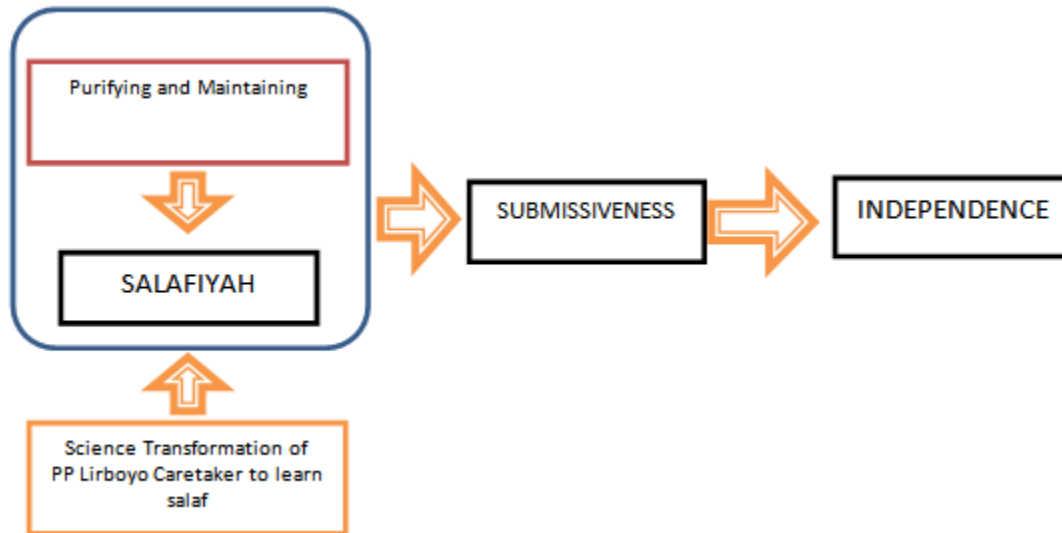 Purifying and Maintaining
SALAFIYAH
SUBMISSIVENESS
INDEPENDENCE
Science Transformation of
PP Lirboyo Caretaker to learn
salaf